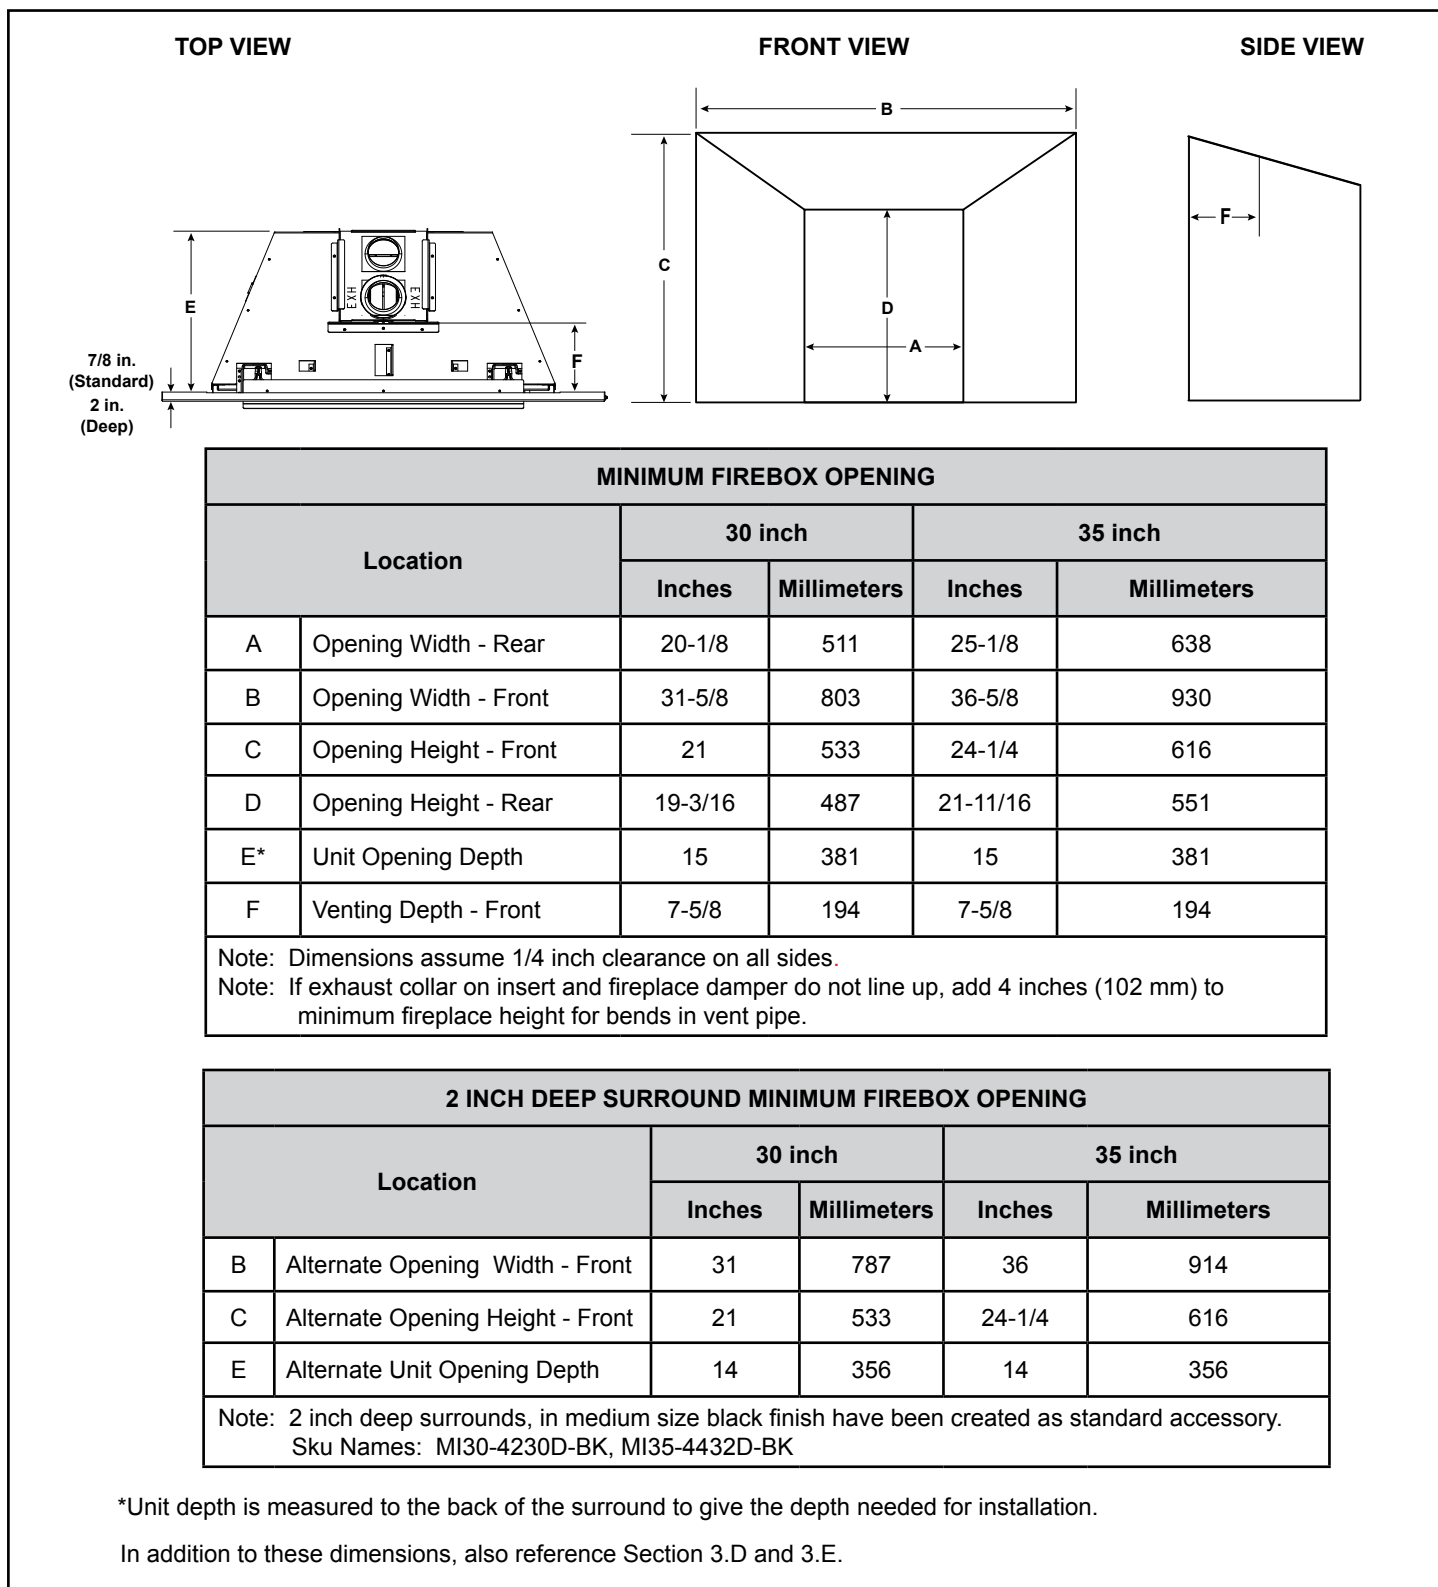 TOP VIEW
FRONT VIEW
SIDE VIEW
B
C
D
A
F
E
EXH
EXH
F
7/8 in.
(Standard)
2 in.
(Deep)
MINIMUM FIREBOX OPENING
Location 30 inch 35 inch
Inches Millimeters Inches Millimeters
A Opening Width - Rear 20-1/8 511 25-1/8 638
B Opening Width - Front 31-5/8 803 36-5/8 930
C Opening Height - Front 21 533 24-1/4 616
D Opening Height - Rear 19-3/16 487 21-11/16 551
E* Unit Opening Depth 15 381 15 381
F Venting Depth - Front 7-5/8 194 7-5/8 194
Note: Dimensions assume 1/4 inch clearance on all sides.
Note: If exhaust collar on insert and fireplace damper do not line up, add 4 inches (102 mm) to
minimum fireplace height for bends in vent pipe.
2 INCH DEEP SURROUND MINIMUM FIREBOX OPENING
Location 30 inch 35 inch
Inches Millimeters Inches Millimeters
B Alternate Opening Width - Front 31 787 36 914
C Alternate Opening Height - Front 21 533 24-1/4 616
E Alternate Unit Opening Depth 14 356 14 356
Note: 2 inch deep surrounds, in medium size black finish have been created as standard accessory.
Sku Names: MI30-4230D-BK, MI35-4432D-BK
*Unit depth is measured to the back of the surround to give the depth needed for installation.
In addition to these dimensions, also reference Section 3.D and 3.E.